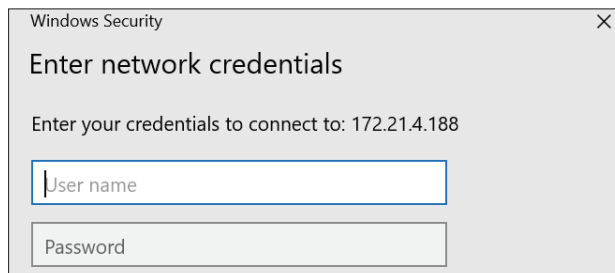 Windows Security
Enter network credentials
Enter your credentials to connect to: 172.21.4.188
User name
Password